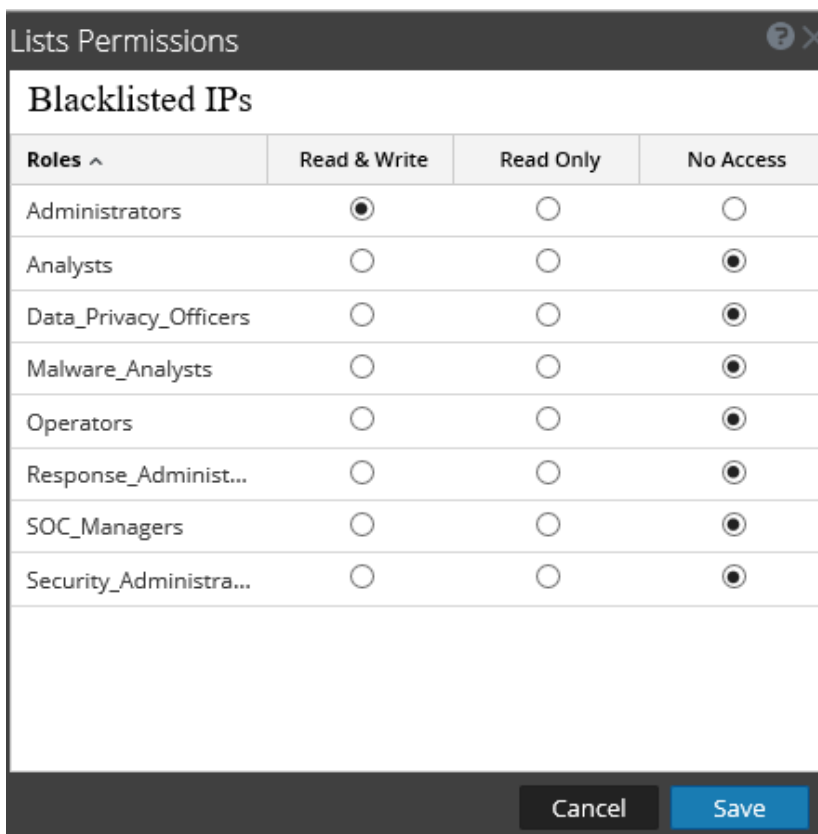 Lists Permissions
Blacklisted IPs
Roles Read & Write Read Only No Access
Administrators
Analysts
Data_Privacy_Officers
Malware_Analysts
Operators
Response_Administ...
SOC_Managers
Security_Administra...
Cancel Save